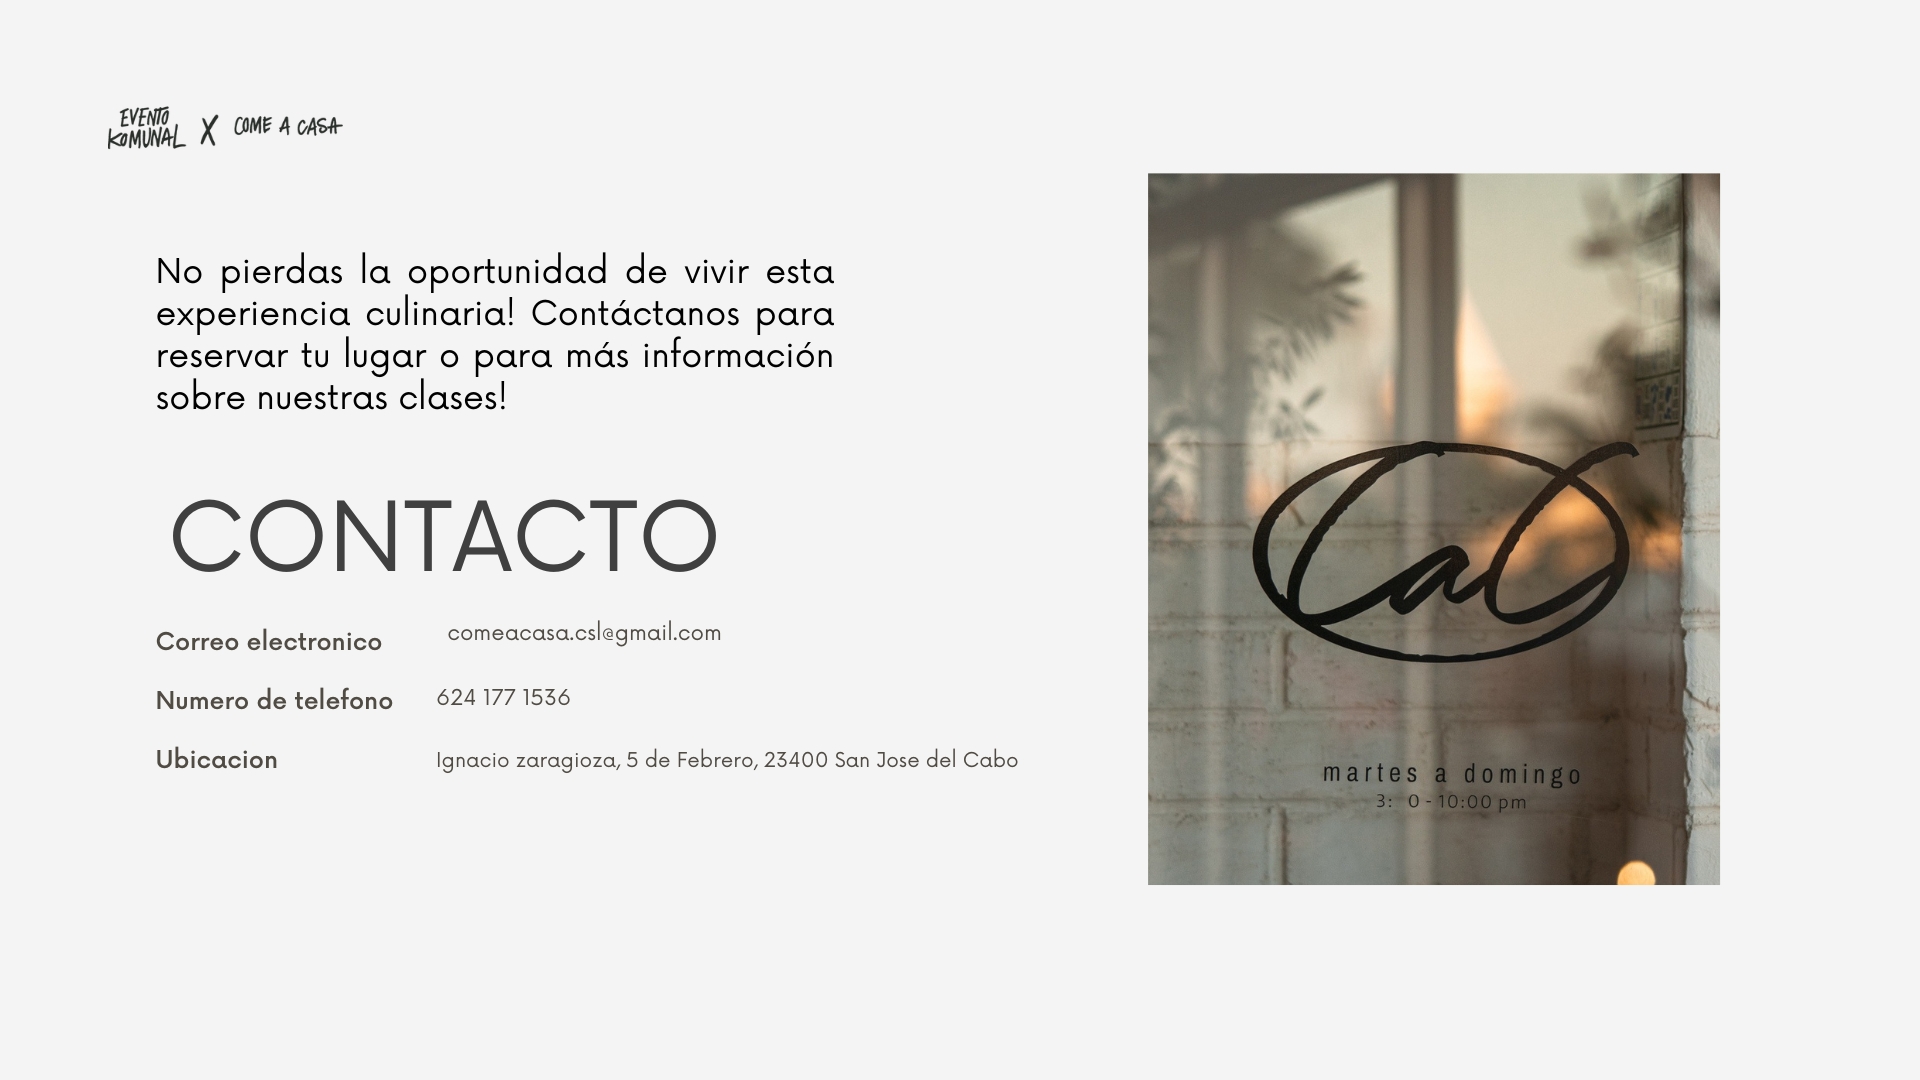 EVENTO
KOMUNAL X COME A CASA
No pierdas la oportunidad de vivir esta
experiencia culinaria! Contáctanos para
reservar tu lugar o para más información
sobre nuestras clases!
CONTACTO
Correo electronico comeacasa.csl@gmail.com
Numero de telefono 624 177 1536
Ubicacion Ignacio zaragioza, 5 de Febrero, 23400 San Jose del Cabo
CaC
martes a domingo
3: 0 - 10:00 pm